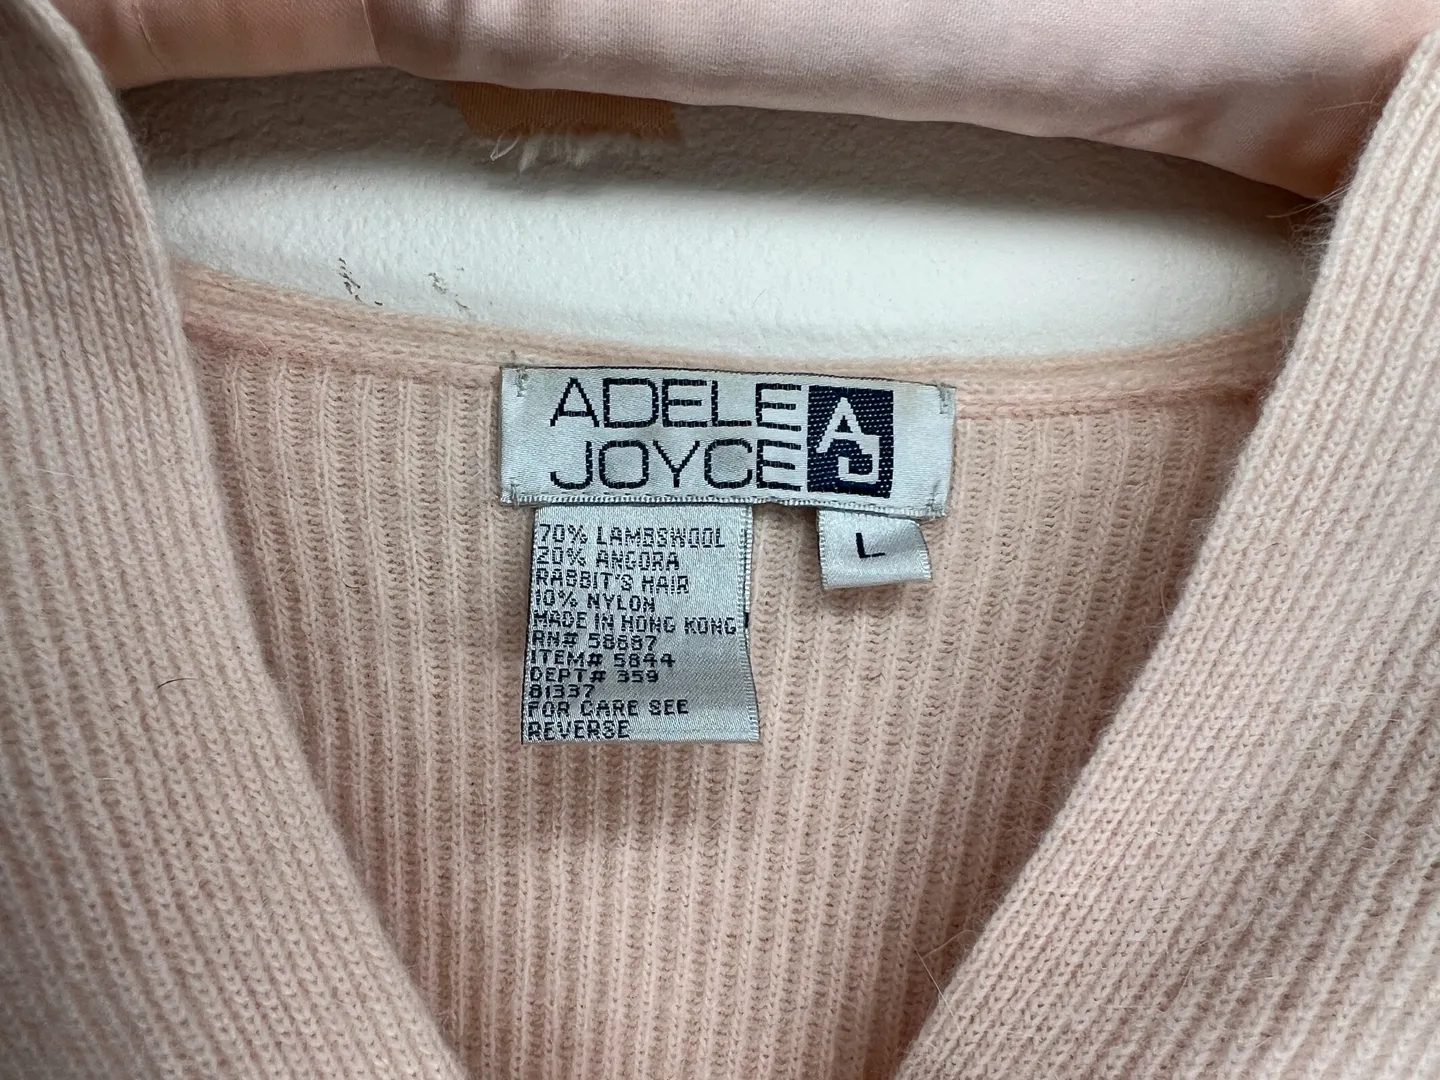 ADELE
JOYCE
AJ
L
70% LAMBSWOOL
20% ANGORA
RABBIT'S HAIR
10% NYLON
MADE IN HONG KONG
RN# 58887
ITEM# 5844
DEPT# 359
81337
FOR CARE SEE
REVERSE